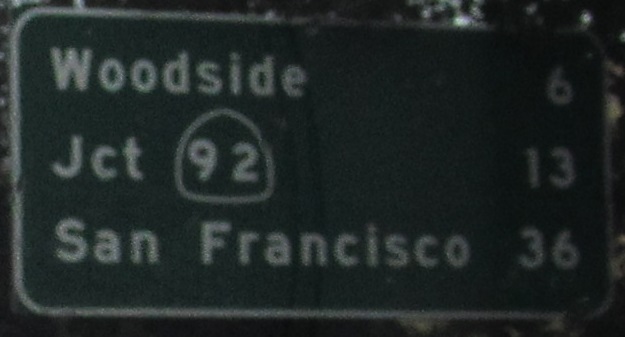 Woodside 6
Jct 92 13
San Francisco 36